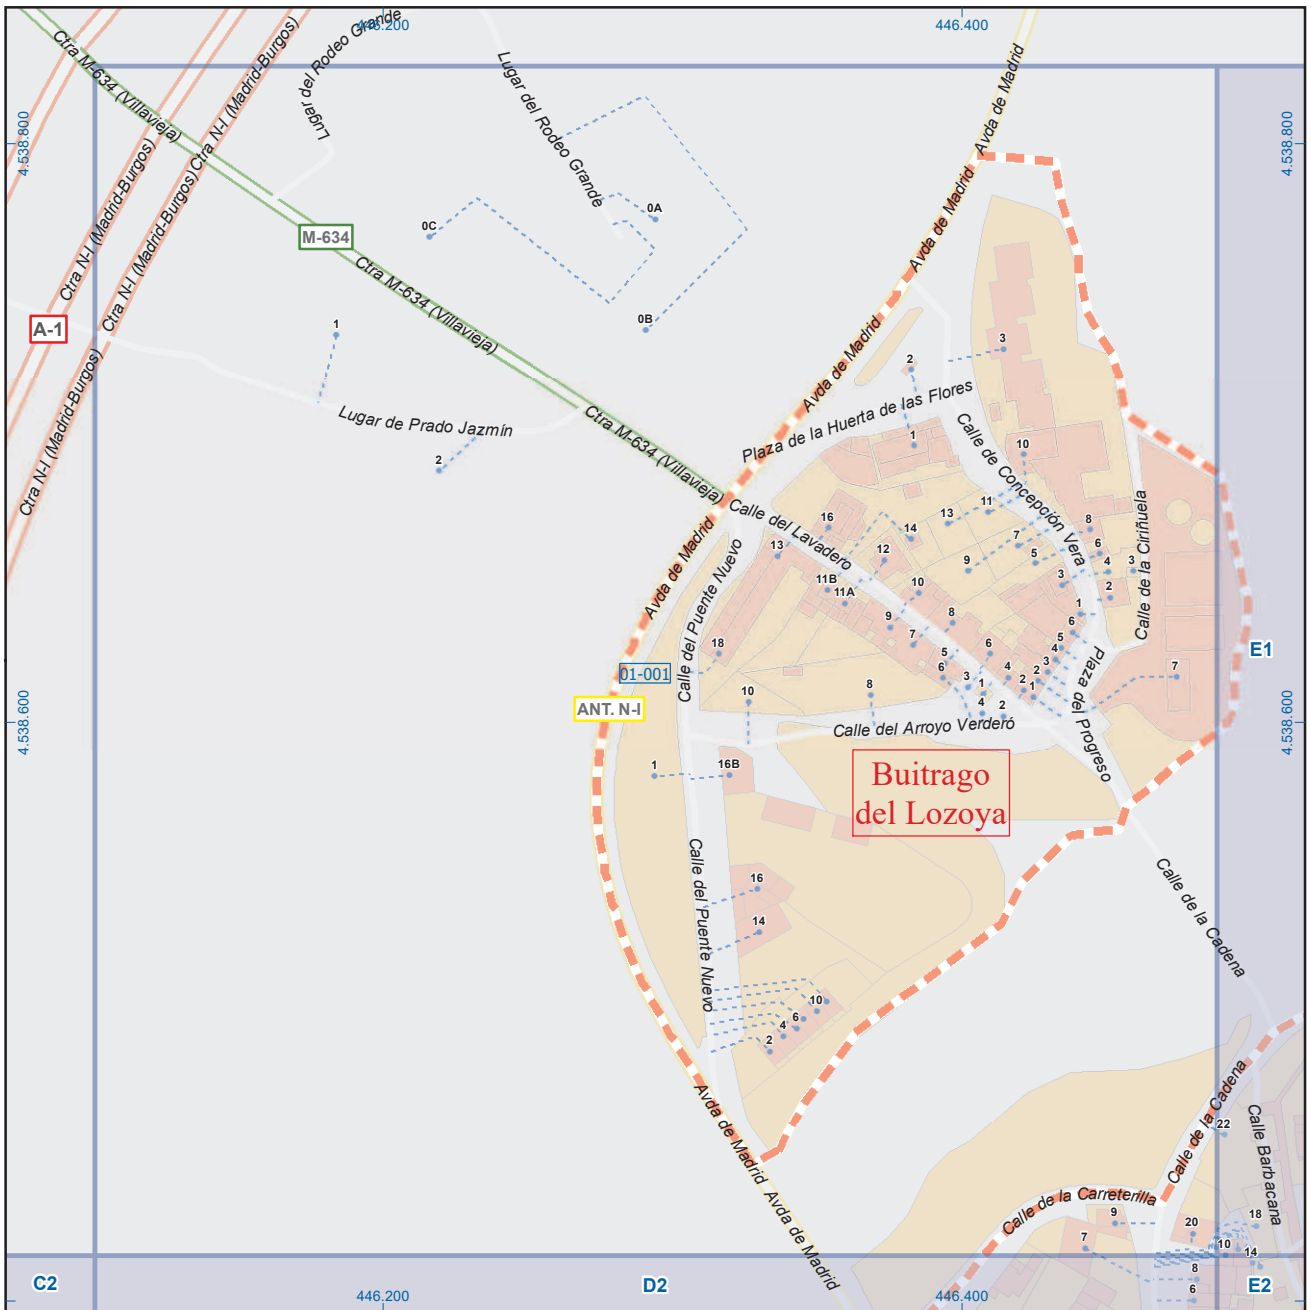 446.200
446.400
4.538.800
4.538.800
4.538.600
4.538.600
446.200
446.400
Ctra M-634 (Villavieja)
Ctra N-I (Madrid-Burgos)
Lugar del Rodeo Grande
Lugar del Rodeo Grande
Avda de Madrid
Avda de Madrid
Ctra N-I (Madrid-Burgos)
Ctra N-I (Madrid-Burgos)
0A
0C
M-634
0B
Ctra M-634 (Villavieja)
A-1
1
Avda de Madrid
3
2
Ctra N-I (Madrid-Burgos)
Lugar de Prado Jazmín
2
Ctra M-634 (Villavieja)
Plaza de la Huerta de las Flores
1
Calle de Concepción Vera
10
Calle del Lavadero
Avda de Madrid
Calle del Puente Nuevo
16
13
14
13
11
12
9
7
5
8
6
4
3
2
3
1
Calle de la Ciriñuela
11B
11A
10
9
8
7
6
5
4
3
2
1
6
5
6
4
3
1
2
4
2
7
18
01-001
10
8
ANT. N-I
E1
Calle del Arroyo Verderó
Plaza del Progreso
1
16B
Buitrago
del Lozoya
Calle del Puente Nuevo
16
14
10
6
4
2
Calle de la Cadena
Avda de Madrid
Avda de Madrid
Calle de la Carreterilla
Calle de la Cadena
Calle Barbacana
22
9
7
20
18
10
14
8
6
C2
D2
E2